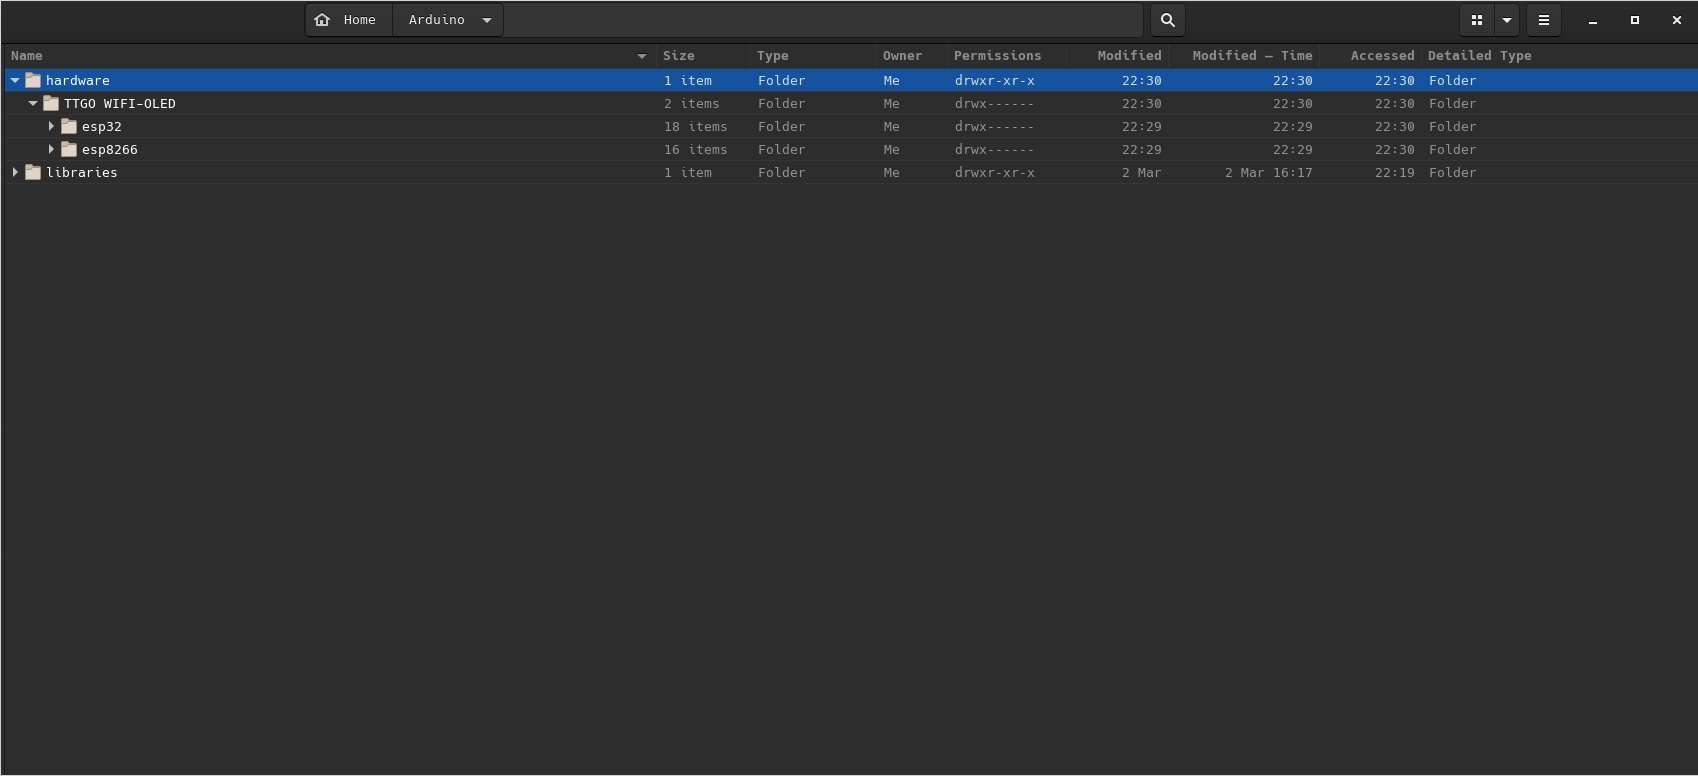 Home Arduino
Name Size Type Owner Permissions Modified Modified — Time Accessed Detailed Type
hardware 1 item Folder Me drwxr-xr-x 22:30 22:30 22:30 Folder
TTGO WIFI-OLED 2 items Folder Me drwx------ 22:30 22:30 22:30 Folder
esp32 18 items Folder Me drwx------ 22:29 22:29 22:30 Folder
esp8266 16 items Folder Me drwx------ 22:29 22:29 22:30 Folder
libraries 1 item Folder Me drwxr-xr-x 2 Mar 2 Mar 16:17 22:19 Folder